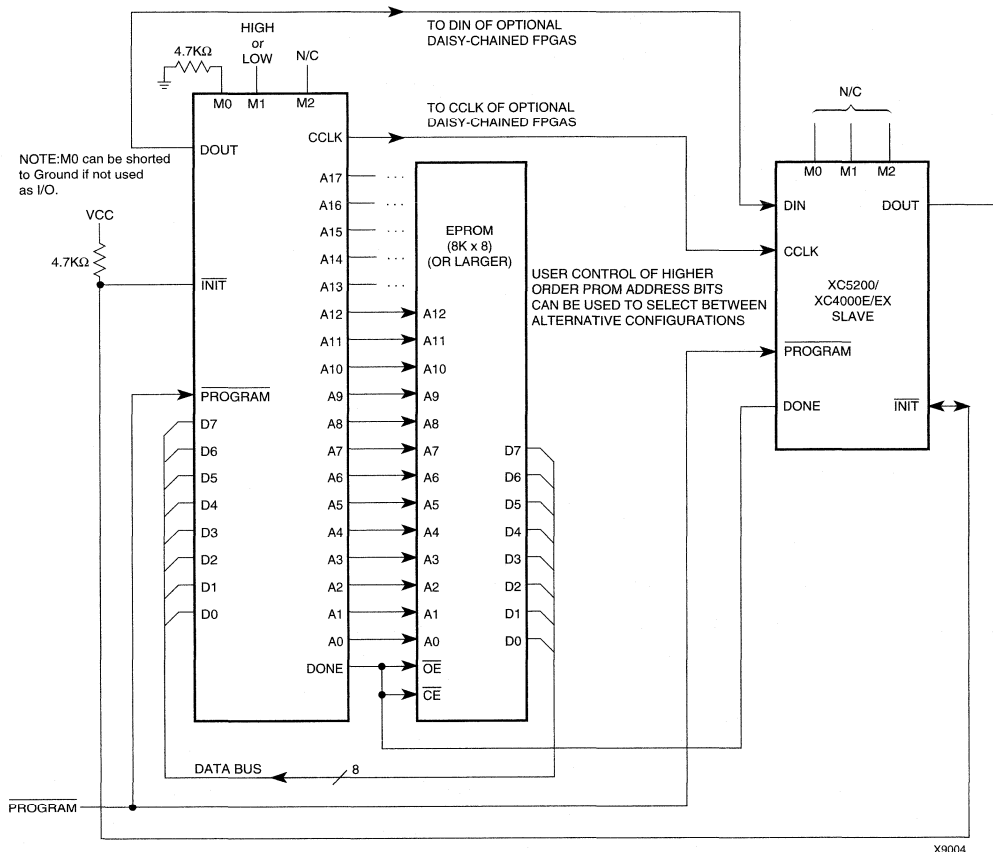 TO DIN OF OPTIONAL
DAISY-CHAINED FPGAS
HIGH
or
LOW
4.7KΩ
N/C
M0 M1 M2
TO CCLK OF OPTIONAL
DAISY-CHAINED FPGAS
N/C
CCLK
DOUT
NOTE:M0 can be shorted
to Ground if not used
as I/O.
M0 M1 M2
A17 ...
A16 ...
A15 ...
A14 ...
A13 ...
DIN DOUT
CCLK
VCC
4.7KΩ
INIT
EPROM
(8K x 8)
(OR LARGER)
USER CONTROL OF HIGHER
ORDER PROM ADDRESS BITS
CAN BE USED TO SELECT BETWEEN
ALTERNATIVE CONFIGURATIONS
XC5200/
XC4000E/EX
SLAVE
A12 A12
A11 A11
A10 A10
PROGRAM
PROGRAM A9 A9
DONE INIT
D7 A8 A8
D6 A7 A7 D7
D5 A6 A6 D6
D4 A5 A5 D5
D3 A4 A4 D4
D2 A3 A3 D3
D1 A2 A2 D2
D0 A1 A1 D1
A0 A0 D0
DONE OE
CE
DATA BUS 8
PROGRAM
X9004